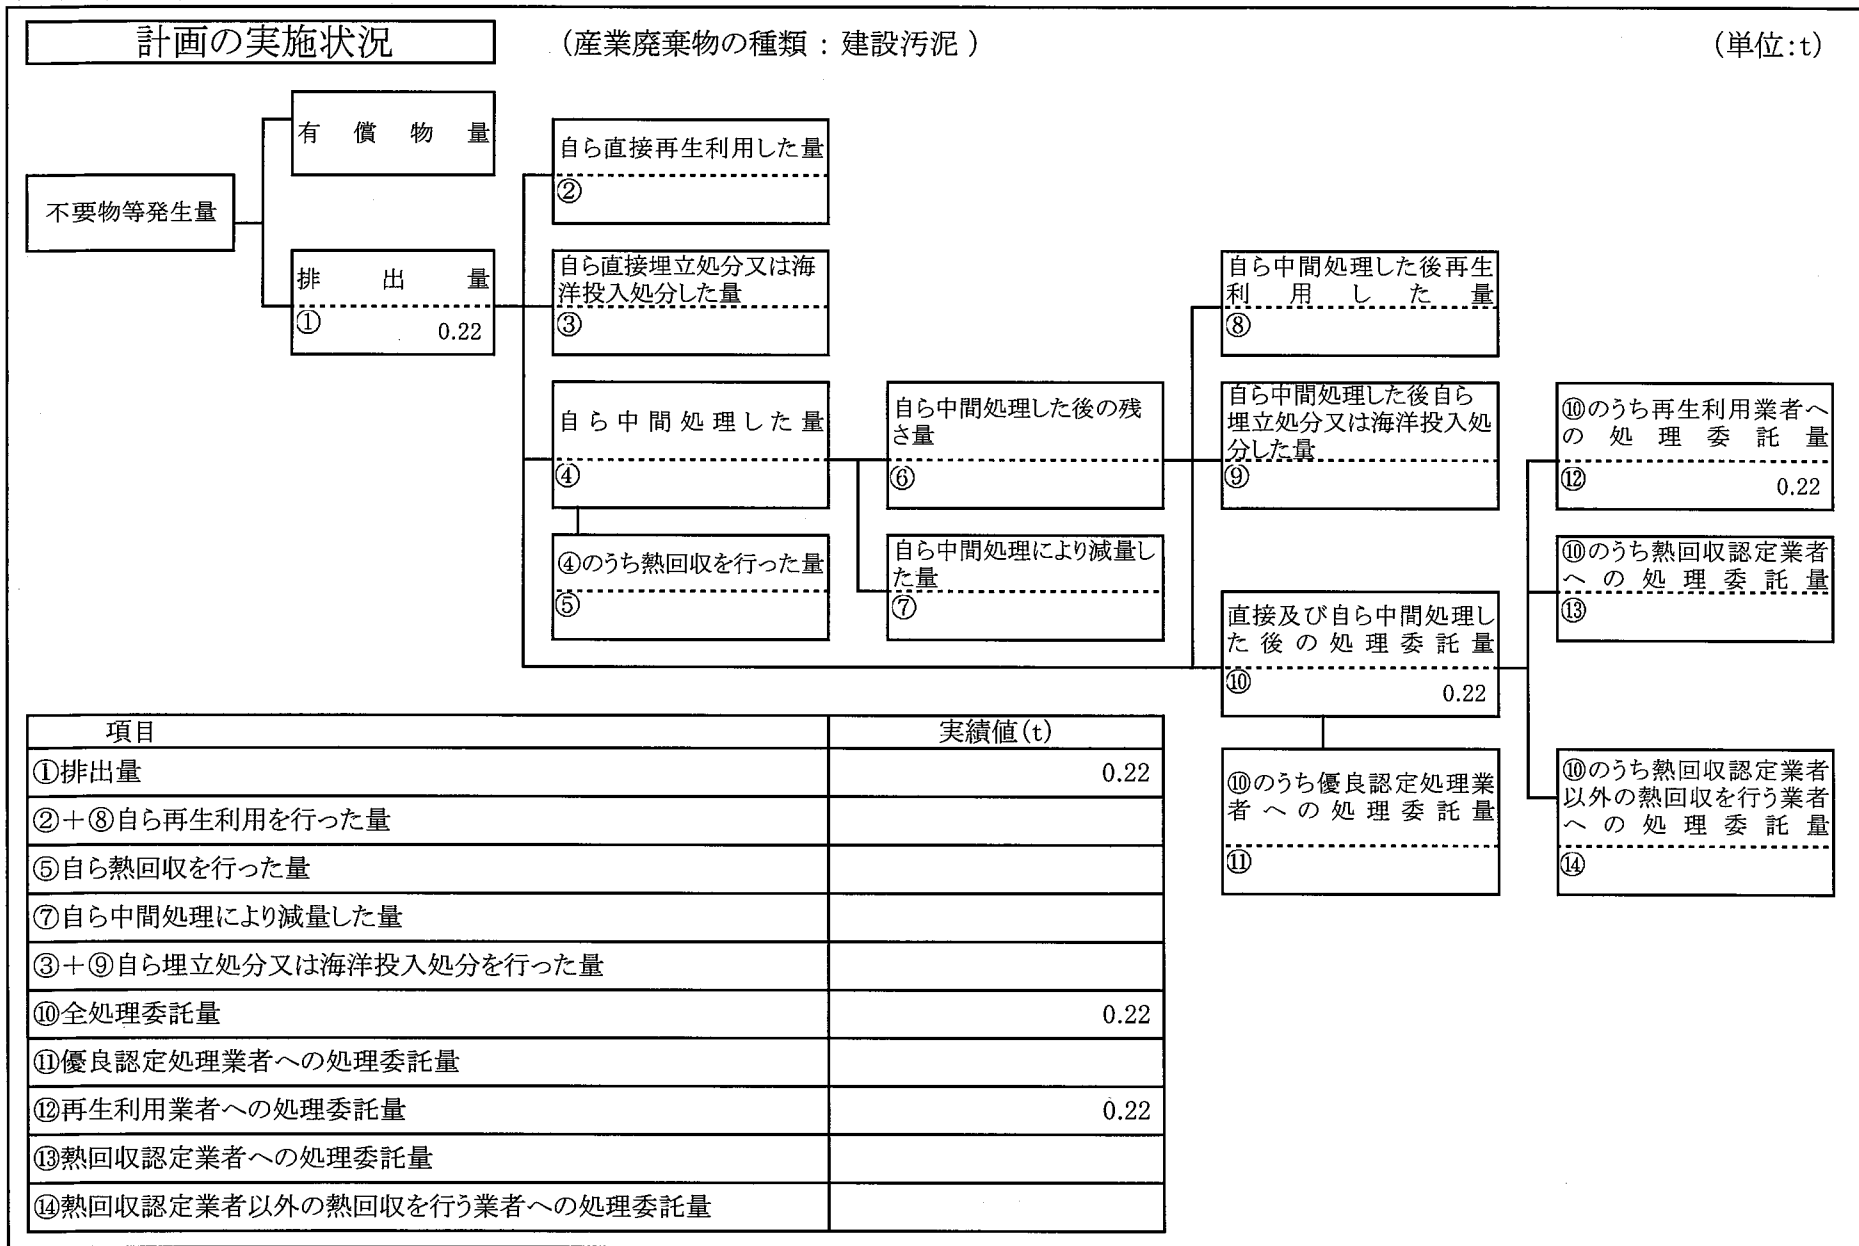 計画の実施状況
(産業廃棄物の種類：建設汚泥 )
(単位:t)
不要物等発生量
有償物量
排出量
① 0.22
自ら直接再生利用した量
②
自ら直接埋立処分又は海
洋投入処分した量
③
自ら中間処理した量
④
④のうち熱回収を行った量
⑤
自ら中間処理した後の残
さ量
⑥
自ら中間処理により減量し
た量
⑦
自ら中間処理した後再生
利用した量
⑧
自ら中間処理した後自ら
埋立処分又は海洋投入処
分した量
⑨
直接及び自ら中間処理し
た後の処理委託量
⑩ 0.22
⑩のうち優良認定処理業
者への処理委託量
⑪
⑩のうち再生利用業者へ
の処理委託量
⑫ 0.22
⑩のうち熱回収認定業者
への処理委託量
⑬
⑩のうち熱回収認定業者
以外の熱回収を行う業者
への処理委託量
⑭
項目 実績値(t)
①排出量 0.22
②＋⑧自ら再生利用を行った量
⑤自ら熱回収を行った量
⑦自ら中間処理により減量した量
③＋⑨自ら埋立処分又は海洋投入処分を行った量
⑩全処理委託量 0.22
⑪優良認定処理業者への処理委託量
⑫再生利用業者への処理委託量 0.22
⑬熱回収認定業者への処理委託量
⑭熱回収認定業者以外の熱回収を行う業者への処理委託量